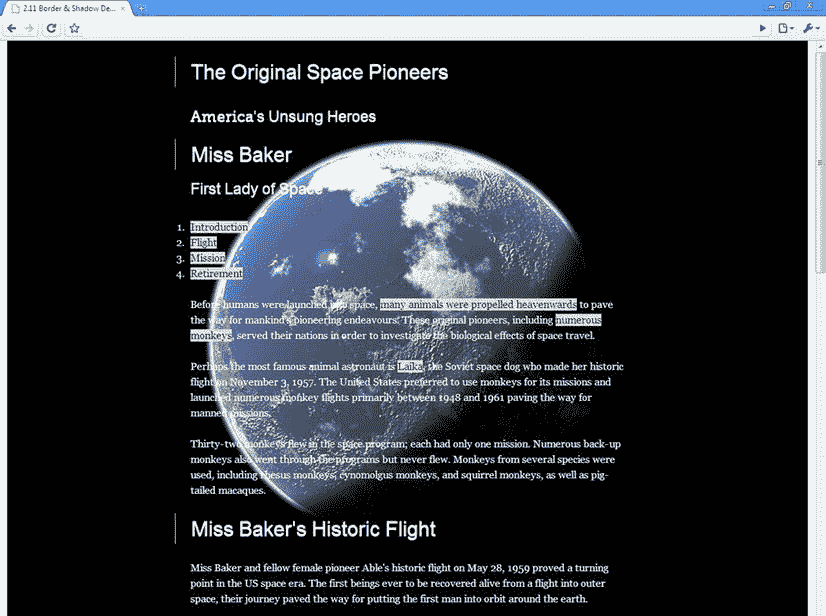 2.11 Border & Shadow De...
The Original Space Pioneers
America's Unsung Heroes
Miss Baker
First Lady of Space
1. Introduction
2. Flight
3. Mission
4. Retirement
Before humans were launched into space, many animals were propelled heavenwards to pave
the way for mankind's pioneering endeavours. These original pioneers, including numerous
monkeys, served their nations in order to investigate the biological effects of space travel.
Perhaps the most famous animal astronaut is Laika, the Soviet space dog who made her historic
flight on November 3, 1957. The United States preferred to use monkeys for its missions and
launched numerous monkey flights primarily between 1948 and 1961 paving the way for
manned missions.
Thirty-two monkeys flew in the space program; each had only one mission. Numerous back-up
monkeys also went through the programs but never flew. Monkeys from several species were
used, including rhesus monkeys, cynomolgus monkeys, and squirrel monkeys, as well as pig-
tailed macaques.
Miss Baker's Historic Flight
Miss Baker and fellow female pioneer Able's historic flight on May 28, 1959 proved a turning
point in the US space era. The first beings ever to be recovered alive from a flight into outer
space, their journey paved the way for putting the first man into orbit around the earth.